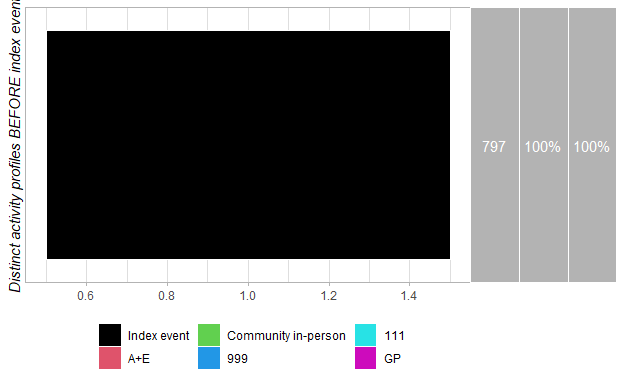 Distinct activity profiles BEFORE index event
797 100% 100%
0.6 0.8 1.0 1.2 1.4
Index event Community in-person 111
A+E 999 GP